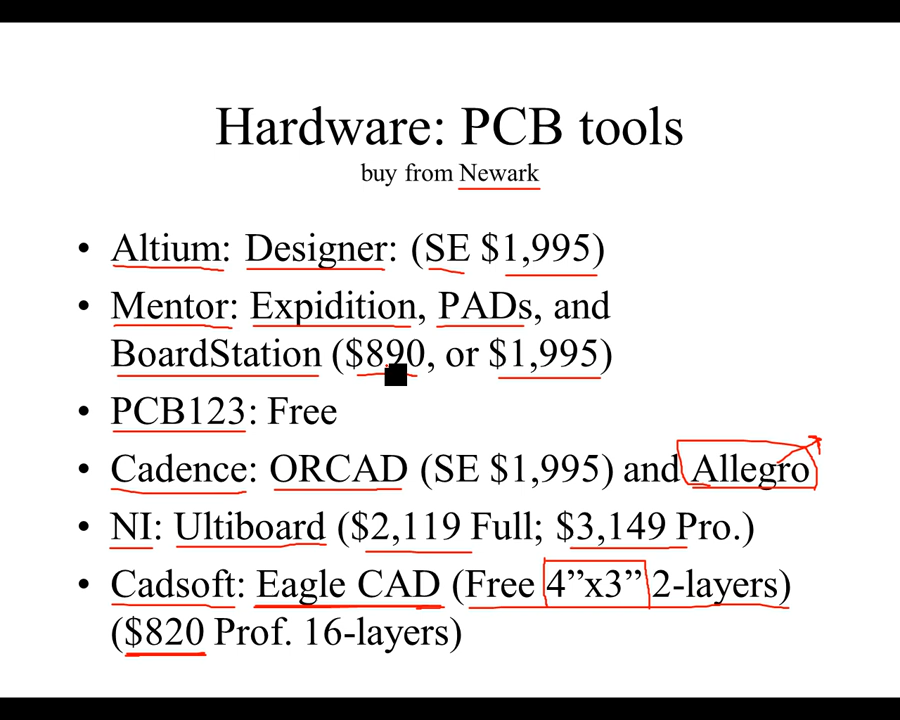 Hardware: PCB tools
buy from Newark
• Altium: Designer: (SE $1,995)
• Mentor: Expidition, PADs, and
BoardStation ($890, or $1,995)
• PCB123: Free
• Cadence: ORCAD (SE $1,995) and Allegro
• NI: Ultiboard ($2,119 Full; $3,149 Pro.)
• Cadsoft: Eagle CAD (Free 4”x3” 2-layers)
($820 Prof. 16-layers)